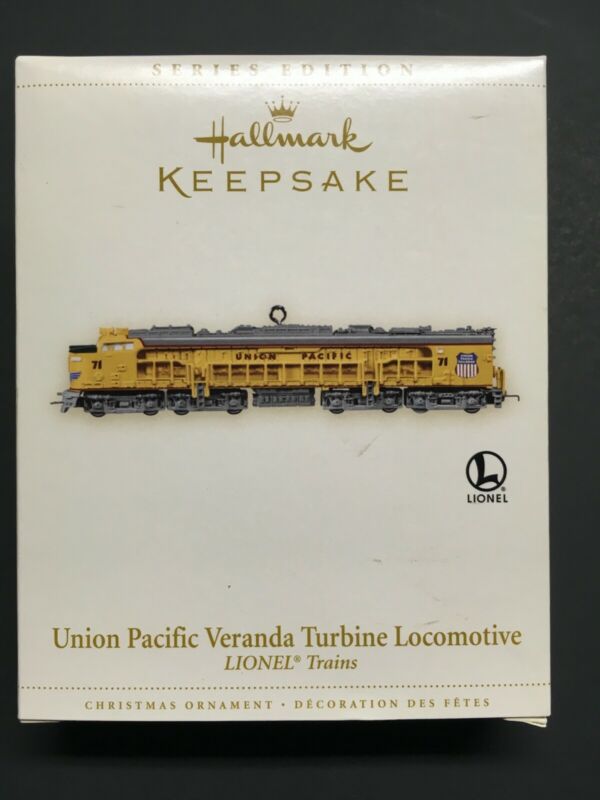 SERIES EDITION
Hallmark
KEEPSAKE
71 UNION PACIFIC 71
L
®
LIONEL
Union Pacific Veranda Turbine Locomotive
LIONEL® Trains
CHRISTMAS ORNAMENT • DÉCORATION DES FÊTES